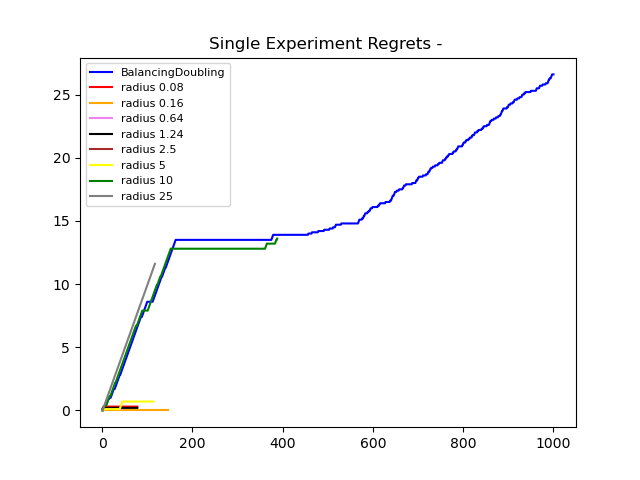 Single Experiment Regrets -
BalancingDoubling
radius 0.08
radius 0.16
radius 0.64
radius 1.24
radius 2.5
radius 5
radius 10
radius 25
25
20
15
10
5
0
0 200 400 600 800 1000